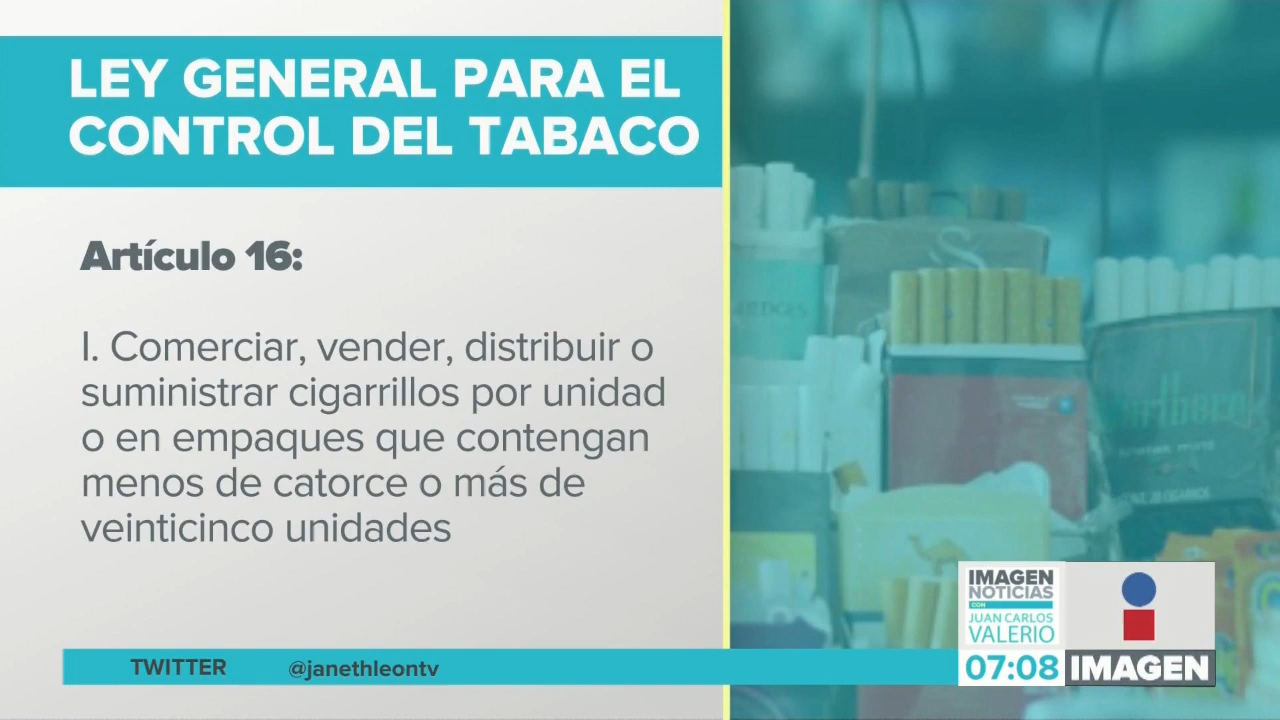 LEY GENERAL PARA EL
CONTROL DEL TABACO
Artículo 16:
I. Comerciar, vender, distribuir o
suministrar cigarrillos por unidad
o en empaques que contengan
menos de catorce o más de
veinticinco unidades
TWITTER @janethleontv
IMAGEN
NOTICIAS
CON
JUAN CARLOS
VALERIO
07:08 IMAGEN